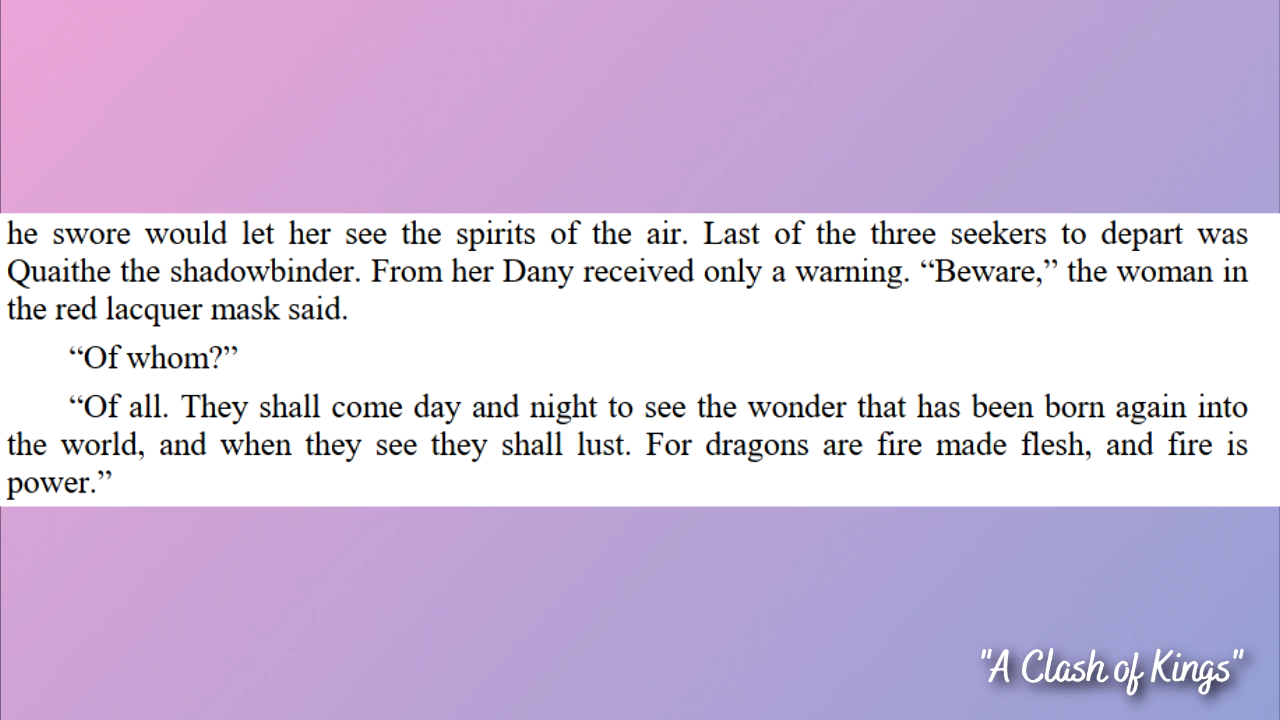 he swore would let her see the spirits of the air. Last of the three seekers to depart was
Quaithe the shadowbinder. From her Dany received only a warning. “Beware,” the woman in
the red lacquer mask said.
“Of whom?”
“Of all. They shall come day and night to see the wonder that has been born again into
the world, and when they see they shall lust. For dragons are fire made flesh, and fire is
power.”
"A Clash of Kings"